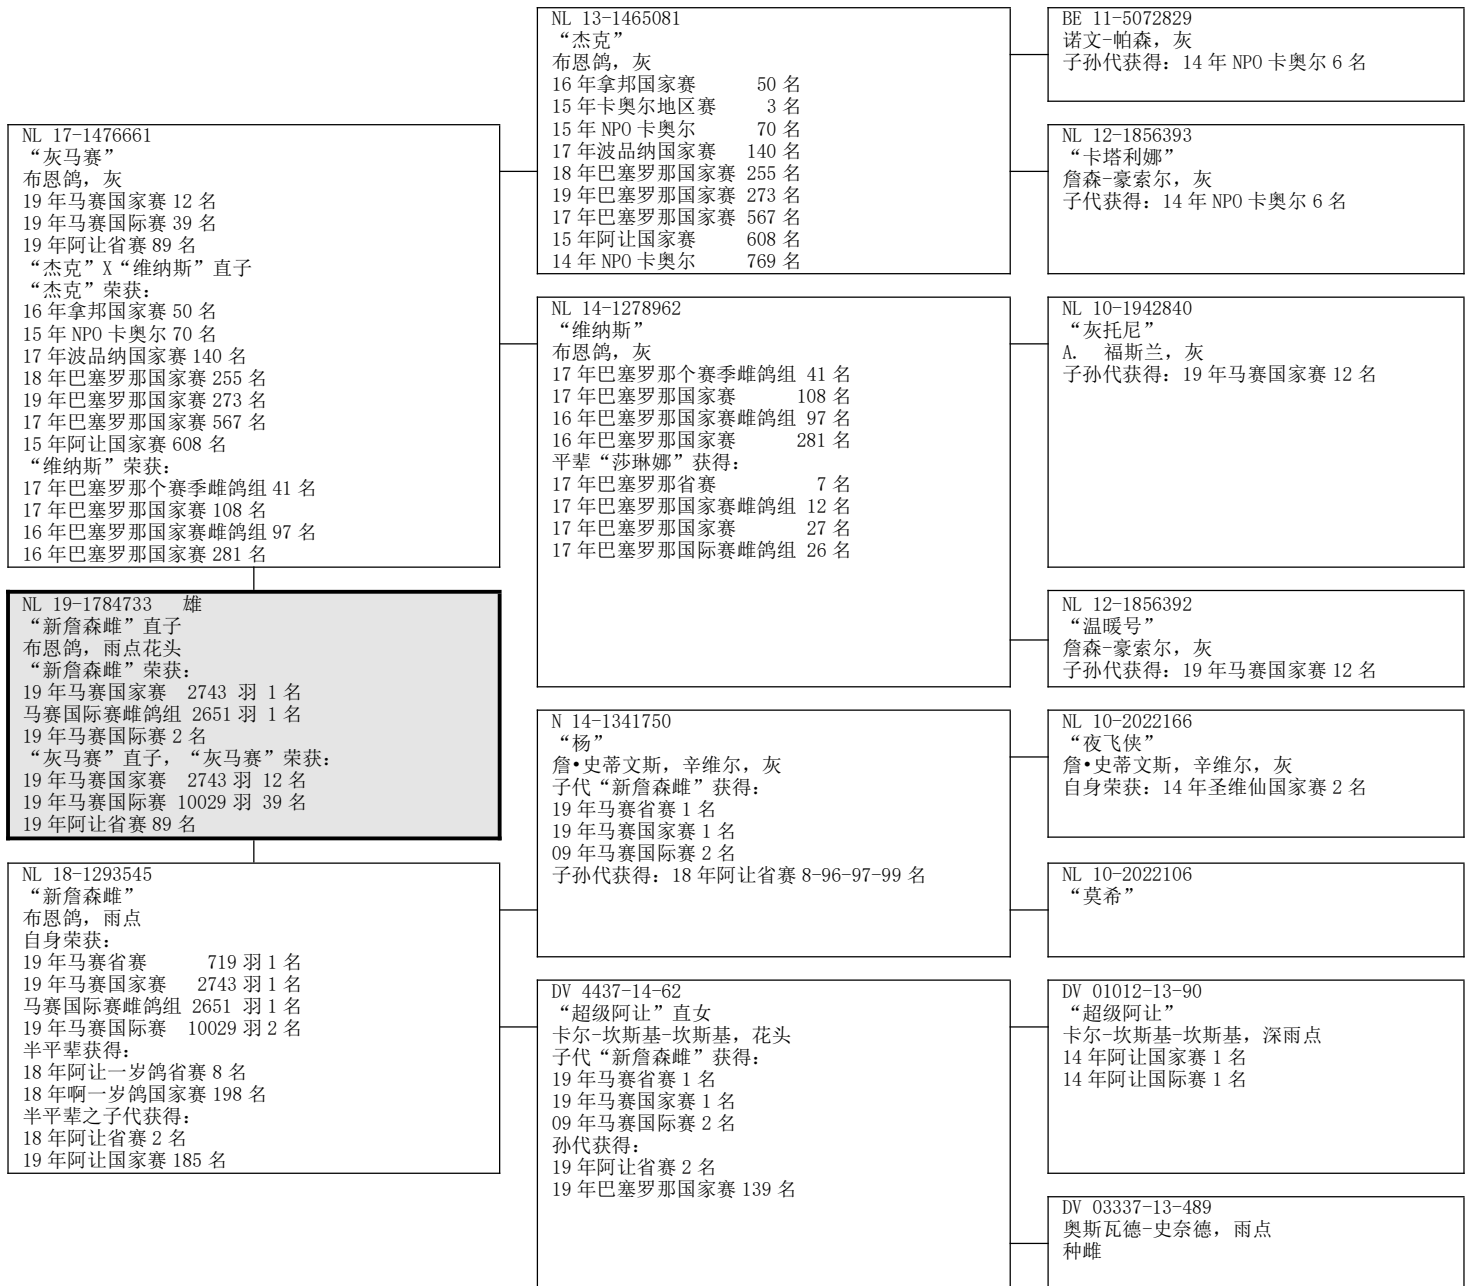 NL 17-1476661
“灰马赛”
布恩鸽，灰
19 年马赛国家赛 12 名
19 年马赛国际赛 39 名
19 年阿让省赛 89 名
“杰克”X“维纳斯”直子
“杰克”荣获：
16 年拿邦国家赛 50 名
15 年 NPO 卡奥尔 70 名
17 年波品纳国家赛 140 名
18 年巴塞罗那国家赛 255 名
19 年巴塞罗那国家赛 273 名
17 年巴塞罗那国家赛 567 名
15 年阿让国家赛 608 名
“维纳斯”荣获：
17 年巴塞罗那个赛季雌鸽组 41 名
17 年巴塞罗那国家赛 108 名
16 年巴塞罗那国家赛雌鸽组 97 名
16 年巴塞罗那国家赛 281 名
NL 19-1784733 雄
“新詹森雌”直子
布恩鸽，雨点花头
“新詹森雌”荣获：
19 年马赛国家赛 2743 羽 1 名
马赛国际赛雌鸽组 2651 羽 1 名
19 年马赛国际赛 2 名
“灰马赛”直子，“灰马赛”荣获：
19 年马赛国家赛 2743 羽 12 名
19 年马赛国际赛 10029 羽 39 名
19 年阿让省赛 89 名
NL 18-1293545
“新詹森雌”
布恩鸽，雨点
自身荣获：
19 年马赛省赛 719 羽 1 名
19 年马赛国家赛 2743 羽 1 名
马赛国际赛雌鸽组 2651 羽 1 名
19 年马赛国际赛 10029 羽 2 名
半平辈获得：
18 年阿让一岁鸽省赛 8 名
18 年啊一岁鸽国家赛 198 名
半平辈之子代获得：
18 年阿让省赛 2 名
19 年阿让国家赛 185 名
NL 13-1465081
“杰克”
布恩鸽，灰
16 年拿邦国家赛 50 名
15 年卡奥尔地区赛 3 名
15 年 NPO 卡奥尔 70 名
17 年波品纳国家赛 140 名
18 年巴塞罗那国家赛 255 名
19 年巴塞罗那国家赛 273 名
17 年巴塞罗那国家赛 567 名
15 年阿让国家赛 608 名
14 年 NPO 卡奥尔 769 名
NL 14-1278962
“维纳斯”
布恩鸽，灰
17 年巴塞罗那个赛季雌鸽组 41 名
17 年巴塞罗那国家赛 108 名
16 年巴塞罗那国家赛雌鸽组 97 名
16 年巴塞罗那国家赛 281 名
平辈“莎琳娜”获得：
17 年巴塞罗那省赛 7 名
17 年巴塞罗那国家赛雌鸽组 12 名
17 年巴塞罗那国家赛 27 名
17 年巴塞罗那国际赛雌鸽组 26 名
N 14-1341750
“杨”
詹•史蒂文斯，辛维尔，灰
子代“新詹森雌”获得：
19 年马赛省赛 1 名
19 年马赛国家赛 1 名
09 年马赛国际赛 2 名
子孙代获得：18 年阿让省赛 8-96-97-99 名
DV 4437-14-62
“超级阿让”直女
卡尔-坎斯基-坎斯基，花头
子代“新詹森雌”获得：
19 年马赛省赛 1 名
19 年马赛国家赛 1 名
09 年马赛国际赛 2 名
孙代获得：
19 年阿让省赛 2 名
19 年巴塞罗那国家赛 139 名
BE 11-5072829
诺文-帕森，灰
子孙代获得：14 年 NPO 卡奥尔 6 名
NL 12-1856393
“卡塔利娜”
詹森-豪索尔，灰
子代获得：14 年 NPO 卡奥尔 6 名
NL 10-1942840
“灰托尼”
A. 福斯兰，灰
子孙代获得：19 年马赛国家赛 12 名
NL 12-1856392
“温暖号”
詹森-豪索尔，灰
子孙代获得：19 年马赛国家赛 12 名
NL 10-2022166
“夜飞侠”
詹•史蒂文斯，辛维尔，灰
自身荣获：14 年圣维仙国家赛 2 名
NL 10-2022106
“莫希”
DV 01012-13-90
“超级阿让”
卡尔-坎斯基-坎斯基，深雨点
14 年阿让国家赛 1 名
14 年阿让国际赛 1 名
DV 03337-13-489
奥斯瓦德-史奈德，雨点
种雌